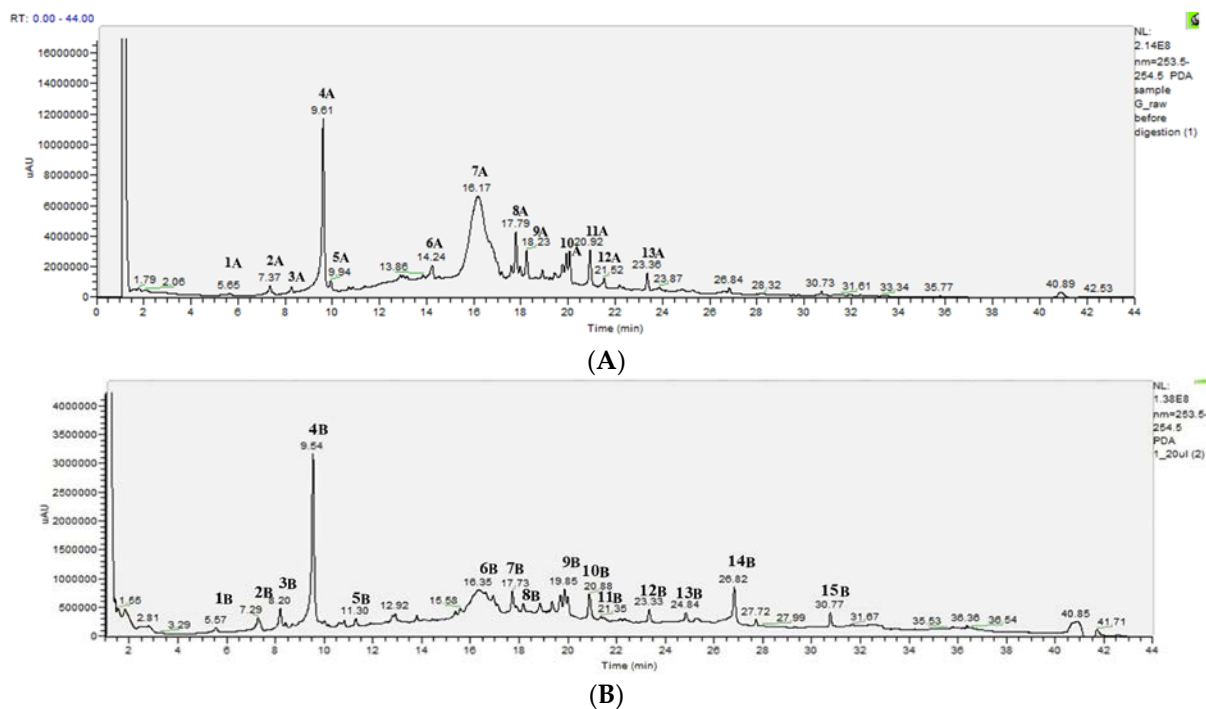 RT: 0.00 - 44.00
NL:
2.14E8
nm=253.5-
254.5 PDA
sample
G_raw
before
digestion (1)
16000000
14000000
12000000
10000000
8000000
6000000
4000000
2000000
0
uAU
1.79
2.06
1A
5.65
2A
7.37
3A
4A
9.61
5A
9.94
13.86
6A
14.24
7A
16.17
8A
17.79
9A
18.23
10A
11A
20.92
12A
21.52
13A
23.36
23.87
26.84
28.32
30.73
31.61
33.34
35.77
40.89
42.53
0 2 4 6 8 10 12 14 16 18 20 22 24 26 28 30 32 34 36 38 40 42 44
Time (min)
(A)
NL:
1.38E8
nm=253.5-
254.5
PDA
1_20ul (2)
4000000
3500000
3000000
2500000
2000000
1500000
1000000
500000
0
uAU
1.55
2.81
3.29
1B
5.57
2B
7.29
3B
8.20
4B
9.54
5B
11.30
12.92
15.58
6B
16.35
7B
17.73
8B
9B
19.85
10B
20.88
11B
21.35
12B
23.33
13B
24.84
14B
26.82
27.72
27.99
15B
30.77
31.67
35.53
36.36
36.54
40.85
41.71
2 4 6 8 10 12 14 16 18 20 22 24 26 28 30 32 34 36 38 40 42 44
Time (min)
(B)